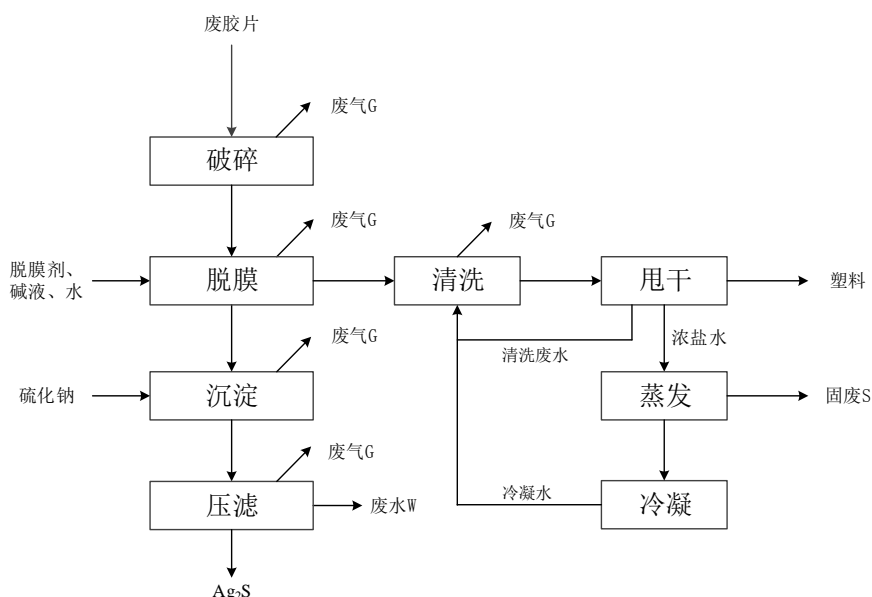 废胶片
废气G
破碎
废气G
废气G
脱膜剂、
碱液、水
脱膜
清洗
甩干
塑料
废气G
清洗废水
浓盐水
硫化钠
沉淀
蒸发
固废S
废气G
冷凝水
压滤
废水W
冷凝
Ag₂S